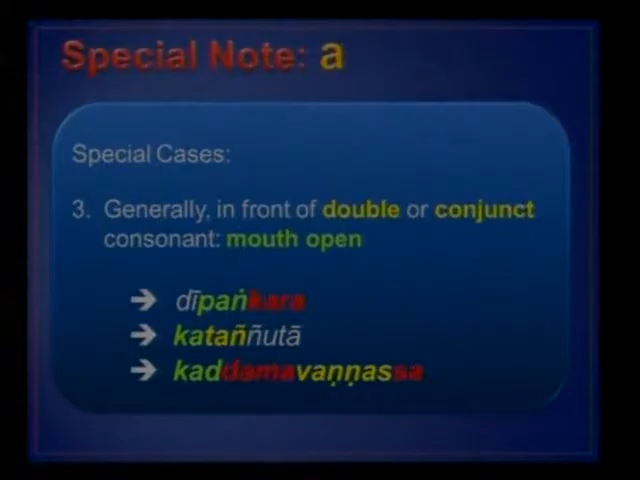 Special Note: a
Special Cases:
3. Generally, in front of double or conjunct
consonant: mouth open
➔ dīpaṅkara
➔ kataññutā
➔ kaddamavaṇṇassa